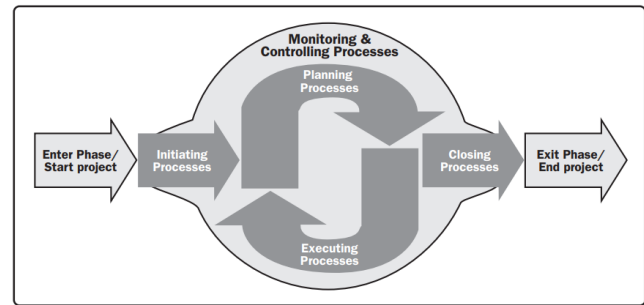 Monitoring &
Controlling Processes
Planning
Processes
Enter Phase/
Start project
Initiating
Processes
Closing
Processes
Exit Phase/
End project
Executing
Processes